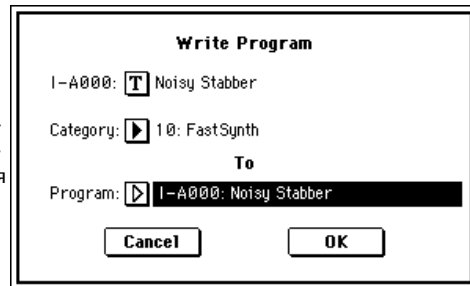 Write Program
I-A000: T Noisy Stabber
Category: 10: FastSynth
To
Program: I-A000: Noisy Stabber
Cancel OK
я